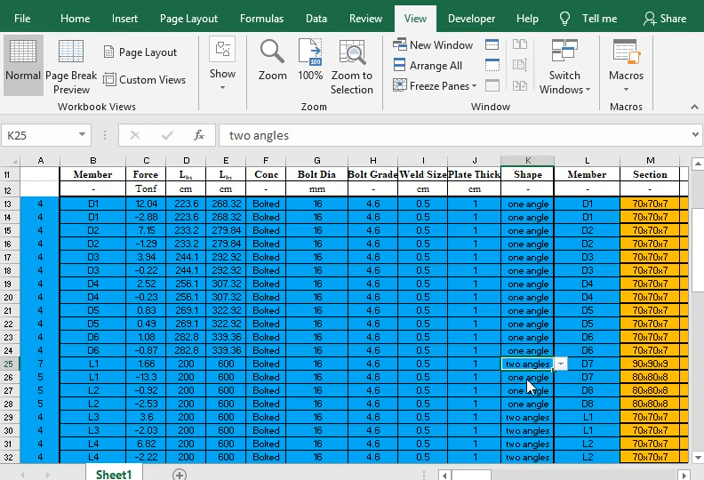 File Home Insert Page Layout Formulas Data Review View Developer Help Tell me Share
Normal Page Break Preview Page Layout Custom Views Workbook Views
Show
Zoom 100% Zoom to Selection Zoom
New Window Arrange All Freeze Panes Switch Windows Window
Macros Macros
K25 fx two angles
A B C D E F G H I J K L M
11 Member Force Conc Bolt Dia Bolt Grade Weld Size Plate Thick Shape Member Section
12 - Tonf cm cm - mm - cm cm - - -
13 4 D1 12.04 223.6 268.32 Bolted 16 4.6 0.5 1 one angle D1 70x70x7
14 4 D1 -2.88 223.6 268.32 Bolted 16 4.6 0.5 1 one angle D1 70x70x7
15 4 D2 7.15 233.2 279.84 Bolted 16 4.6 0.5 1 one angle D2 70x70x7
16 4 D2 -1.29 233.2 279.84 Bolted 16 4.6 0.5 1 one angle D2 70x70x7
17 4 D3 3.94 244.1 292.92 Bolted 16 4.6 0.5 1 one angle D3 70x70x7
18 4 D3 -0.22 244.1 292.92 Bolted 16 4.6 0.5 1 one angle D3 70x70x7
19 4 D4 2.52 256.1 307.32 Bolted 16 4.6 0.5 1 one angle D4 70x70x7
20 4 D4 -0.23 256.1 307.32 Bolted 16 4.6 0.5 1 one angle D4 70x70x7
21 4 D5 0.83 269.1 322.92 Bolted 16 4.6 0.5 1 one angle D5 70x70x7
22 4 D5 0.49 269.1 322.92 Bolted 16 4.6 0.5 1 one angle D5 70x70x7
23 4 D6 1.08 282.8 339.36 Bolted 16 4.6 0.5 1 one angle D6 70x70x7
24 4 D6 -0.87 282.8 339.36 Bolted 16 4.6 0.5 1 one angle D6 70x70x7
25 7 L1 1.66 200 600 Bolted 16 4.6 0.5 1 two angles D7 90x90x9
26 5 L1 -13.3 200 600 Bolted 16 4.6 0.5 1 one angle D7 80x80x8
27 5 L2 -0.92 200 600 Bolted 16 4.6 0.5 1 one angle D8 80x80x8
28 5 L2 -2.53 200 600 Bolted 16 4.6 0.5 1 one angle D8 80x80x8
29 4 L3 3.6 200 600 Bolted 16 4.6 0.5 1 two angles L1 70x70x7
30 4 L3 -2.03 200 600 Bolted 16 4.6 0.5 1 two angles L1 70x70x7
31 4 L4 6.82 200 600 Bolted 16 4.6 0.5 1 two angles L2 70x70x7
32 4 L4 -2.22 200 600 Bolted 16 4.6 0.5 1 two angles L2 70x70x7
Sheet1